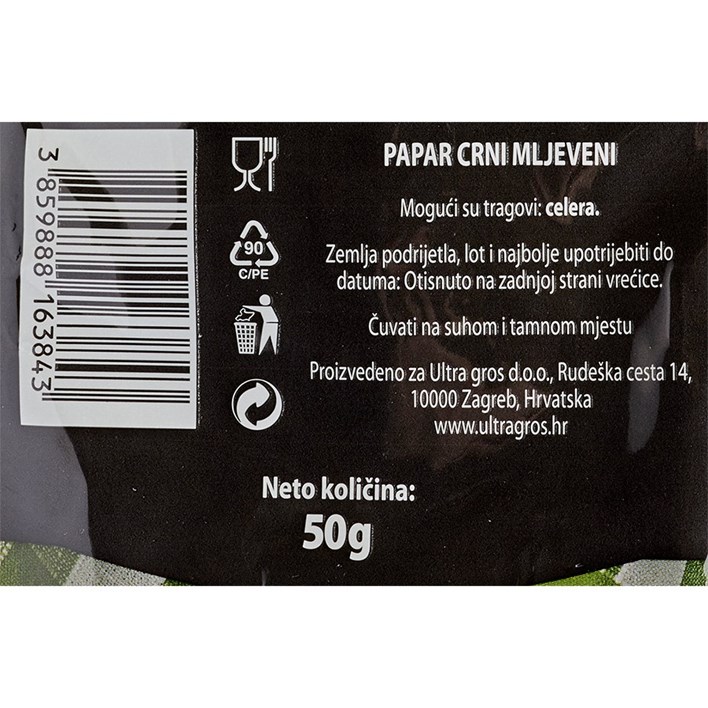 3 859888 163843
90
C/PE
PAPAR CRNI MLJEVENI
Mogući su tragovi: celera.
Zemlja podrijetla, lot i najbolje upotrijebiti do
datuma: Otisnuto na zadnjoj strani vrećice.
Čuvati na suhom i tamnom mjestu
Proizvedeno za Ultra gros d.o.o., Rudeška cesta 14,
10000 Zagreb, Hrvatska
www.ultragros.hr
Neto količina:
50g